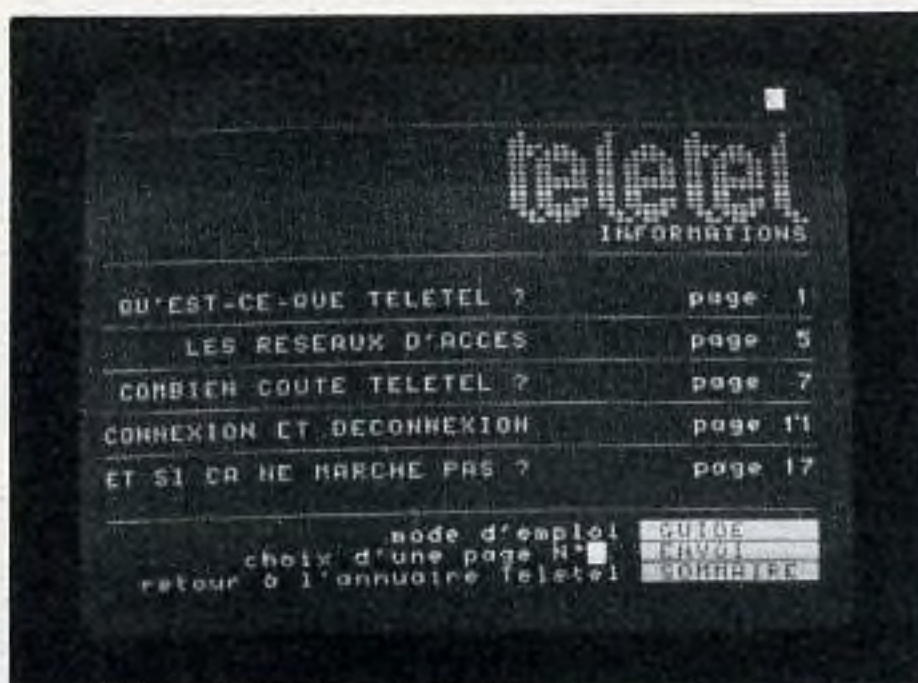 teletel
INFORMATIONS
QU'EST-CE-QUE TELETEL ? page 1
LES RESEAUX D'ACCES page 5
COMBIEN COUTE TELETEL ? page 7
CONNEXION ET DECONNEXION page 11
ET SI CA NE MARCHE PAS ? page 17
mode d'emploi GUIDE
choix d'une page N° ENVOI
retour à l'annuaire Teletel SOMMAIRE